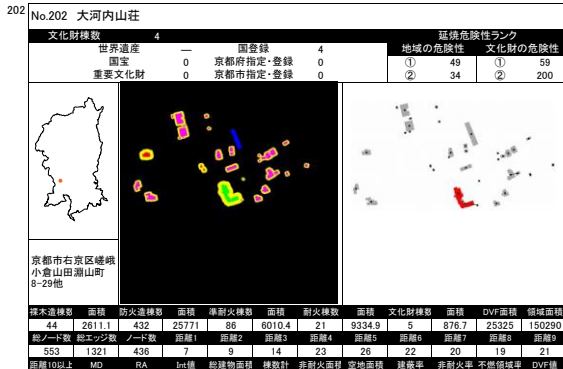 202
No.202 大河内山荘
文化財棟数 4 延焼危険性ランク
世界遺産 ― 国登録 4 地域の危険性 文化財の危険性
国宝 0 京都府指定・登録 0 ① 49 ① 59
重要文化財 0 京都市指定・登録 0 ② 34 ② 200
京都市右京区嵯峨
小倉山田淵山町
8-29他
裸木造棟数 面積 防火造棟数 面積 準耐火棟数 面積 耐火棟数 面積 文化財棟数 面積 DVF面積 領域面積
44 2611.1 432 25771 86 6010.4 21 9334.9 5 876.7 25325 150290
総ノード数 総エッジ数 ノード数 距離1 距離2 距離3 距離4 距離5 距離6 距離7 距離8 距離9
553 1321 436 7 9 14 23 26 22 20 19 21
距離10以上 MD RA Int値 総建物面積 棟数計 非耐火面積 空地面積 建蔽率 非耐火率 不燃領域率 DVF値